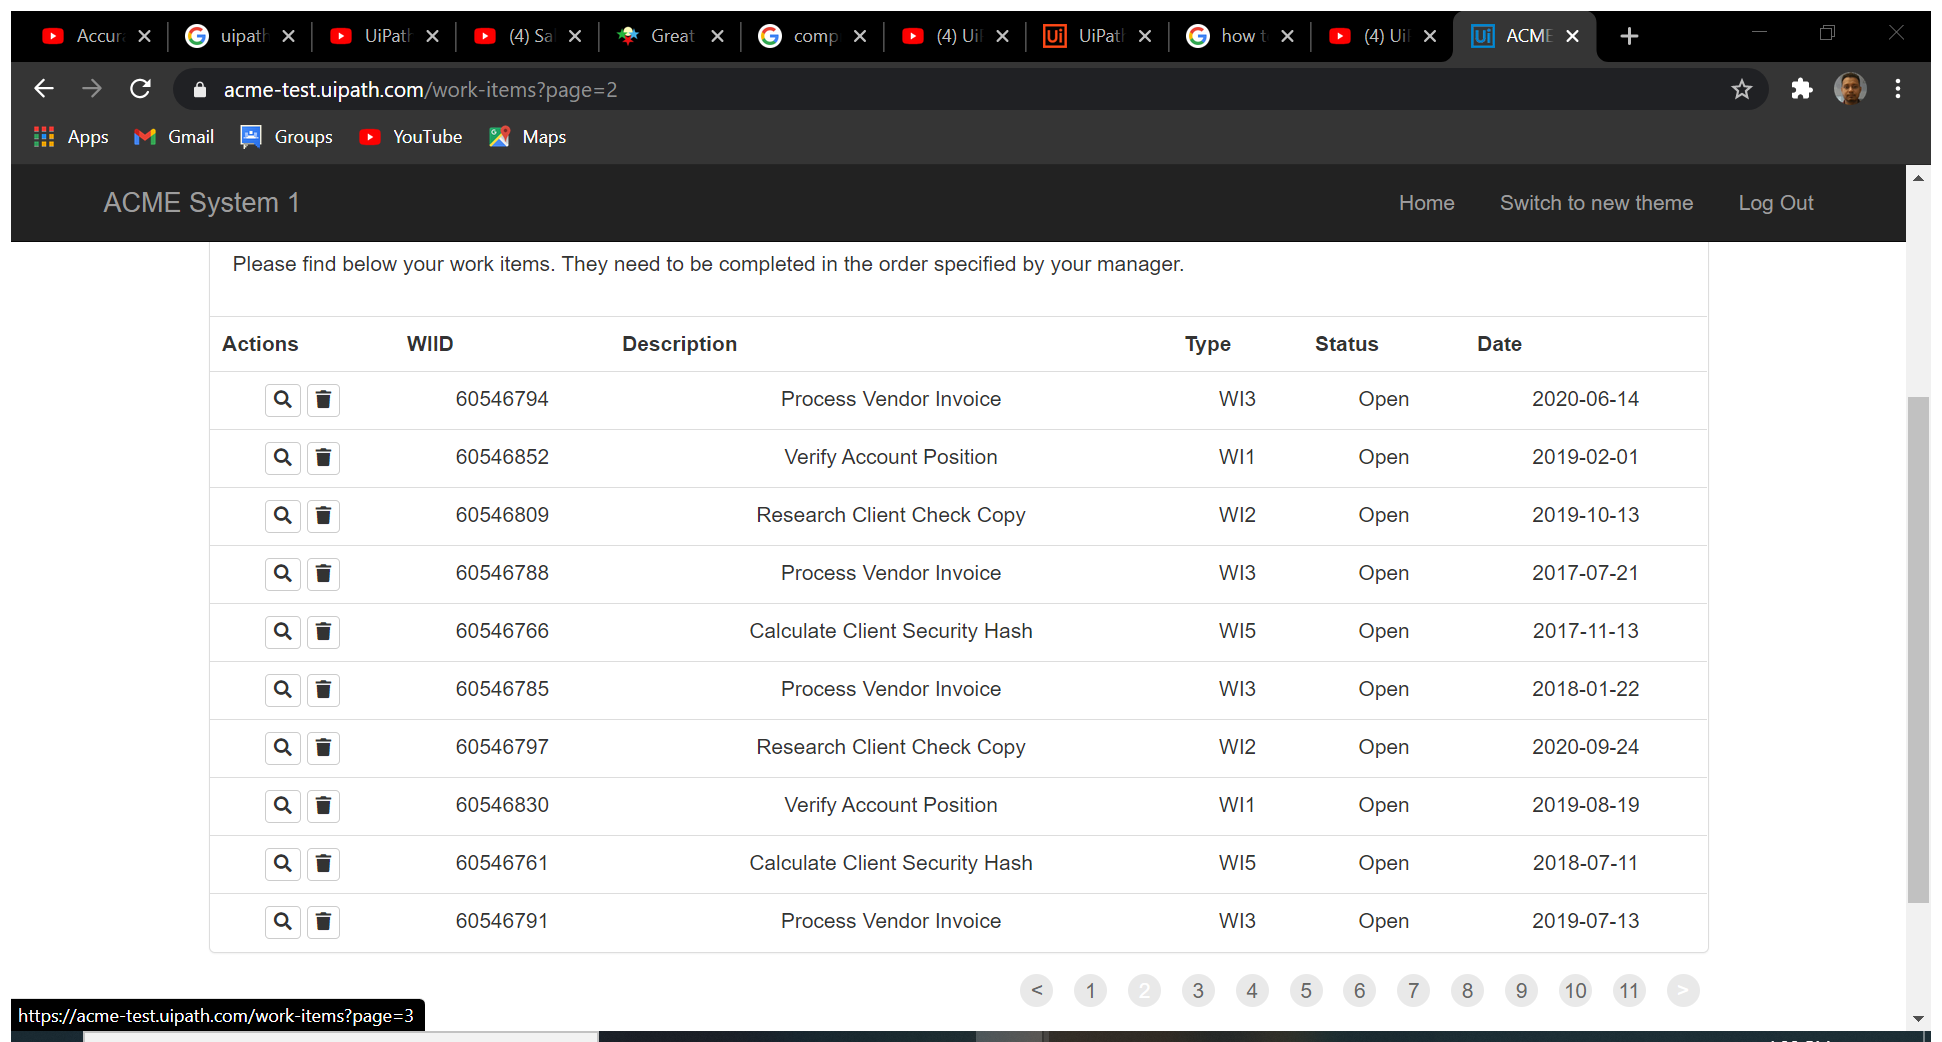 Accur uipath UiPath (4) Sa Great comp (4) Ui Ui UiPath how t (4) Ui Ui ACME
acme-test.uipath.com/work-items?page=2
Apps Gmail Groups YouTube Maps
ACME System 1 Home Switch to new theme Log Out
Please find below your work items. They need to be completed in the order specified by your manager.
Actions WIID Description Type Status Date
60546794 Process Vendor Invoice WI3 Open 2020-06-14
60546852 Verify Account Position WI1 Open 2019-02-01
60546809 Research Client Check Copy WI2 Open 2019-10-13
60546788 Process Vendor Invoice WI3 Open 2017-07-21
60546766 Calculate Client Security Hash WI5 Open 2017-11-13
60546785 Process Vendor Invoice WI3 Open 2018-01-22
60546797 Research Client Check Copy WI2 Open 2020-09-24
60546830 Verify Account Position WI1 Open 2019-08-19
60546761 Calculate Client Security Hash WI5 Open 2018-07-11
60546791 Process Vendor Invoice WI3 Open 2019-07-13
< 1 2 3 4 5 6 7 8 9 10 11 >
https://acme-test.uipath.com/work-items?page=3